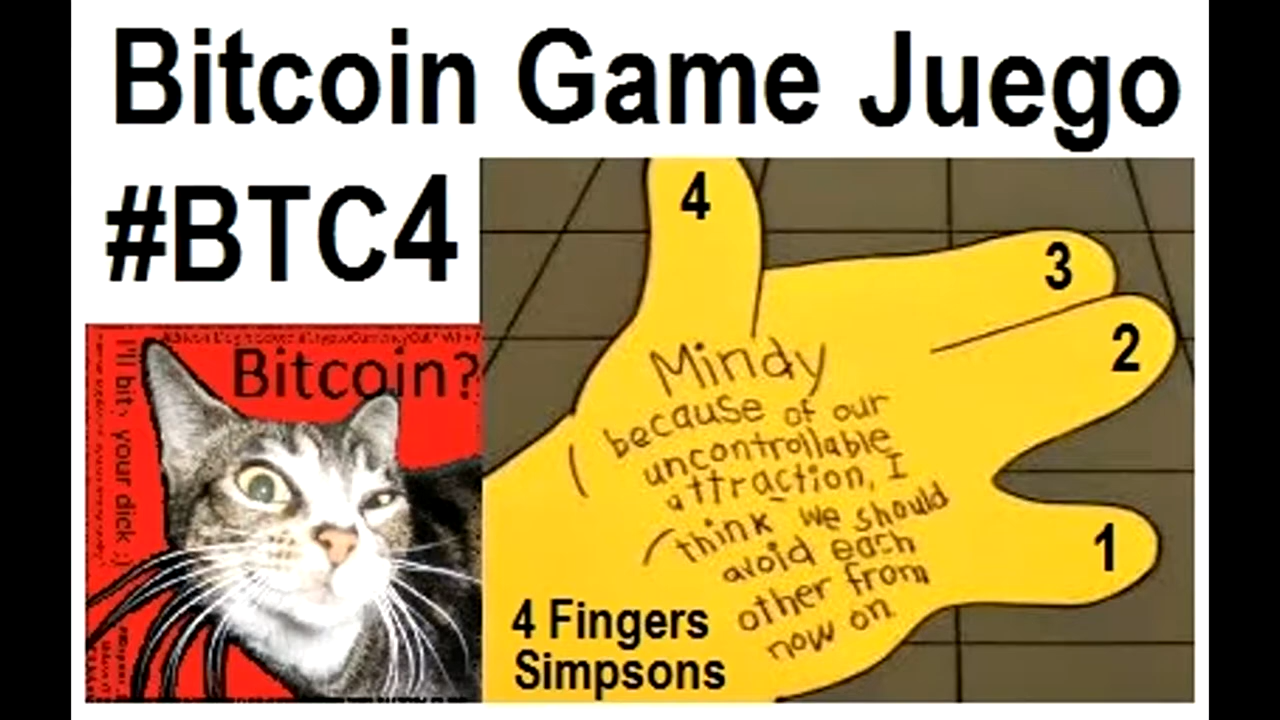 Bitcoin Game Juego
#BTC4
4
3
2
1
Bitcoin?
I'll bit, your dick :)
Mindy
because of our
uncontrollable
attraction, I
think we should
avoid each
other from
now on
4 Fingers
Simpsons